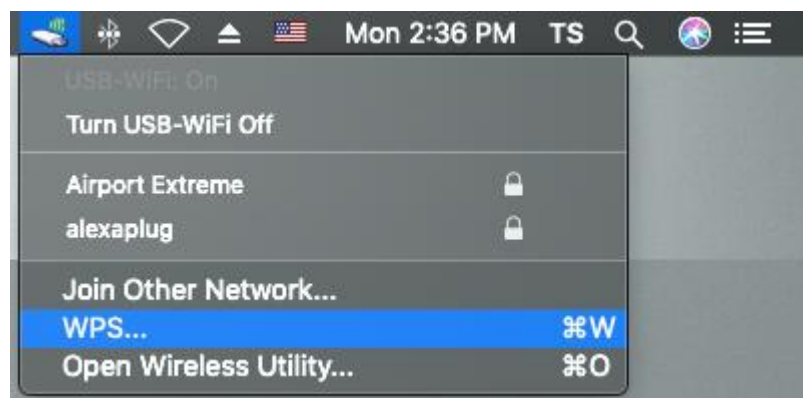 Mon 2:36 PM TS
USB-WiFi: On
Turn USB-WiFi Off
Airport Extreme
alexaplug
Join Other Network...
WPS... ⌘W
Open Wireless Utility... ⌘O